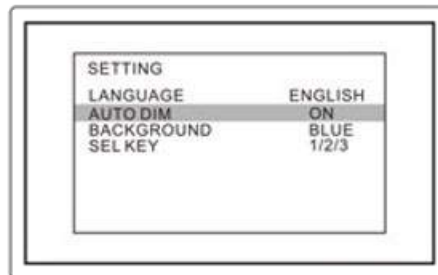 SETTING
LANGUAGE ENGLISH
AUTO DIM ON
BACKGROUND BLUE
SEL KEY 1/2/3